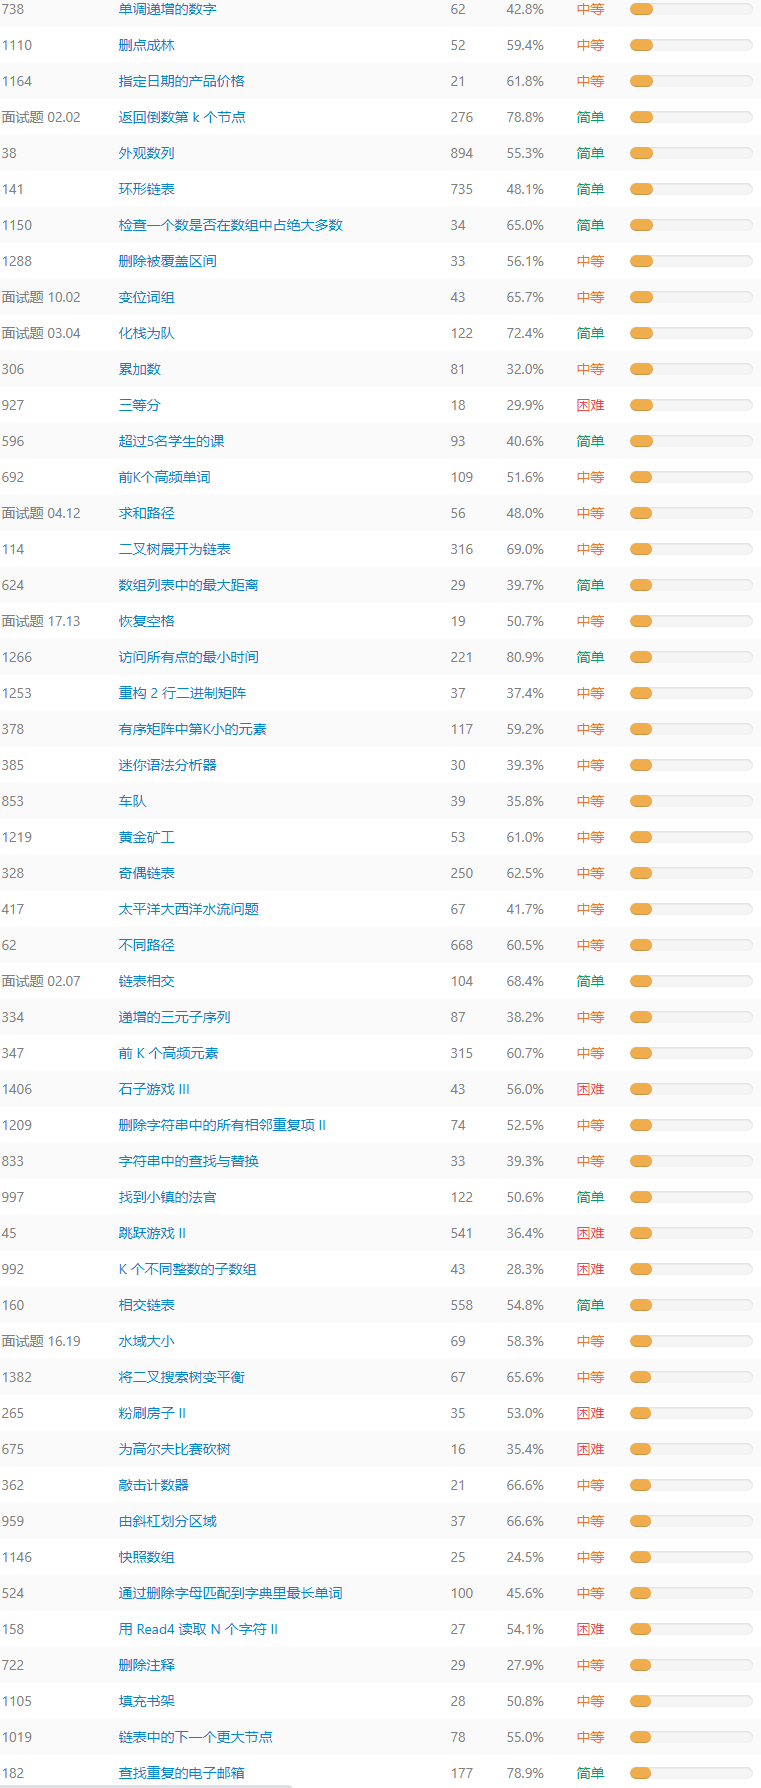 738 单调递增的数字 62 42.8% 中等
1110 删点成林 52 59.4% 中等
1164 指定日期的产品价格 21 61.8% 中等
面试题 02.02 返回倒数第 k 个节点 276 78.8% 简单
38 外观数列 894 55.3% 简单
141 环形链表 735 48.1% 简单
1150 检查一个数是否在数组中占绝大多数 34 65.0% 简单
1288 删除被覆盖区间 33 56.1% 中等
面试题 10.02 变位词组 43 65.7% 中等
面试题 03.04 化栈为队 122 72.4% 简单
306 累加数 81 32.0% 中等
927 三等分 18 29.9% 困难
596 超过5名学生的课 93 40.6% 简单
692 前K个高频单词 109 51.6% 中等
面试题 04.12 求和路径 56 48.0% 中等
114 二叉树展开为链表 316 69.0% 中等
624 数组列表中的最大距离 29 39.7% 简单
面试题 17.13 恢复空格 19 50.7% 中等
1266 访问所有点的最小时间 221 80.9% 简单
1253 重构 2 行二进制矩阵 37 37.4% 中等
378 有序矩阵中第K小的元素 117 59.2% 中等
385 迷你语法分析器 30 39.3% 中等
853 车队 39 35.8% 中等
1219 黄金矿工 53 61.0% 中等
328 奇偶链表 250 62.5% 中等
417 太平洋大西洋水流问题 67 41.7% 中等
62 不同路径 668 60.5% 中等
面试题 02.07 链表相交 104 68.4% 简单
334 递增的三元子序列 87 38.2% 中等
347 前 K 个高频元素 315 60.7% 中等
1406 石子游戏 III 43 56.0% 困难
1209 删除字符串中的所有相邻重复项 II 74 52.5% 中等
833 字符串中的查找与替换 33 39.3% 中等
997 找到小镇的法官 122 50.6% 简单
45 跳跃游戏 II 541 36.4% 困难
992 K 个不同整数的子数组 43 28.3% 困难
160 相交链表 558 54.8% 简单
面试题 16.19 水域大小 69 58.3% 中等
1382 将二叉搜索树变平衡 67 65.6% 中等
265 粉刷房子 II 35 53.0% 困难
675 为高尔夫比赛砍树 16 35.4% 困难
362 敲击计数器 21 66.6% 中等
959 由斜杠划分区域 37 66.6% 中等
1146 快照数组 25 24.5% 中等
524 通过删除字母匹配到字典里最长单词 100 45.6% 中等
158 用 Read4 读取 N 个字符 II 27 54.1% 困难
722 删除注释 29 27.9% 中等
1105 填充书架 28 50.8% 中等
1019 链表中的下一个更大节点 78 55.0% 中等
182 查找重复的电子邮箱 177 78.9% 简单